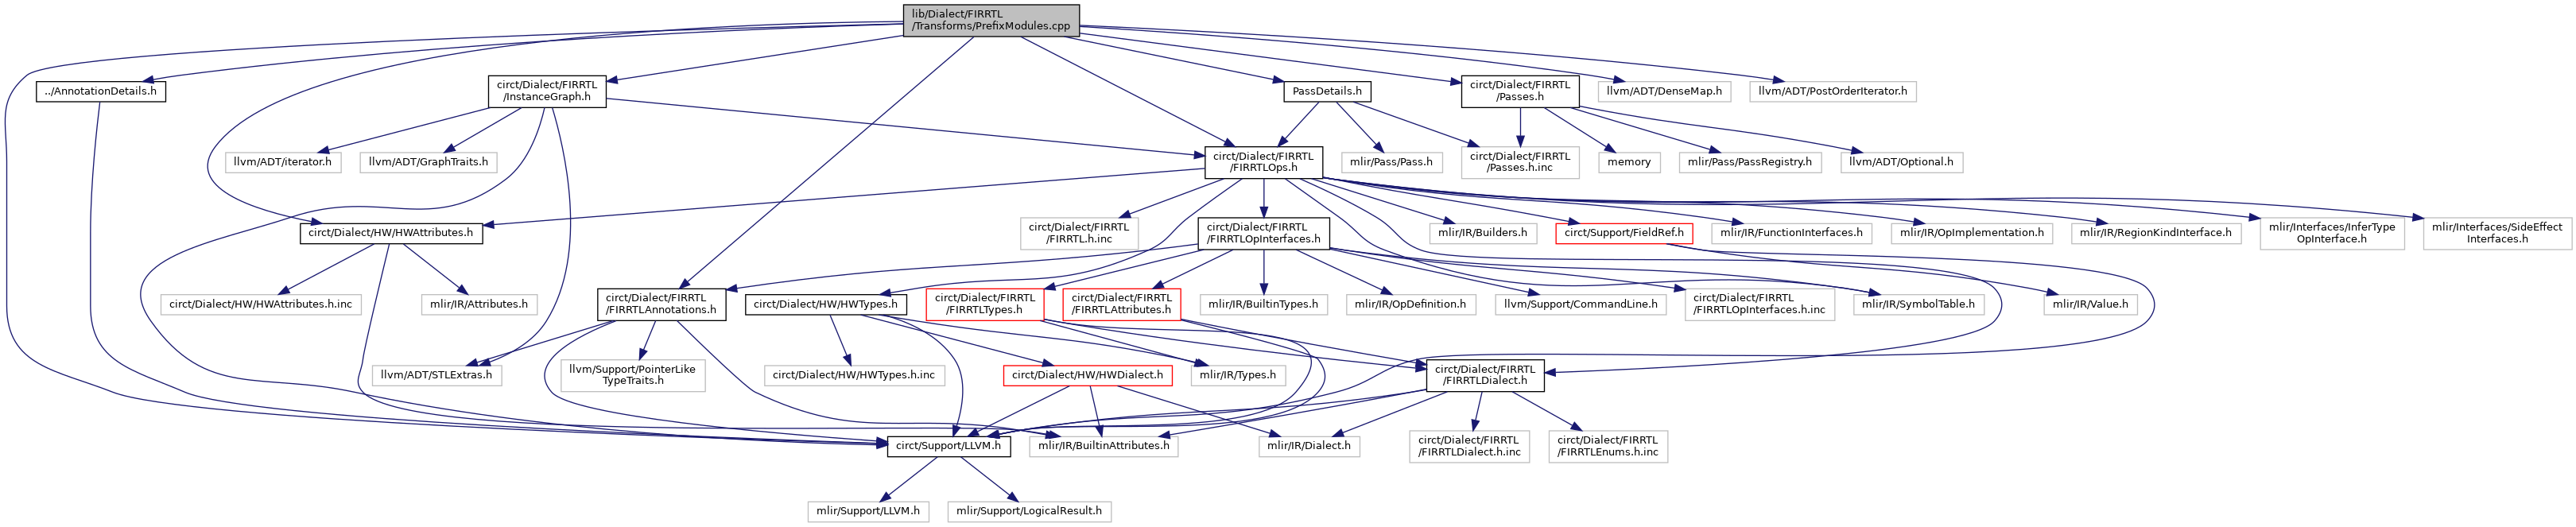 lib/Dialect/FIRRTL
/Transforms/PrefixModules.cpp
../AnnotationDetails.h
circt/Dialect/FIRRTL
/InstanceGraph.h
PassDetails.h
circt/Dialect/FIRRTL
/Passes.h
llvm/ADT/DenseMap.h
llvm/ADT/PostOrderIterator.h
llvm/ADT/iterator.h
llvm/ADT/GraphTraits.h
circt/Dialect/FIRRTL
/FIRRTLOps.h
mlir/Pass/Pass.h
circt/Dialect/FIRRTL
/Passes.h.inc
memory
mlir/Pass/PassRegistry.h
llvm/ADT/Optional.h
circt/Dialect/HW/HWAttributes.h
circt/Dialect/FIRRTL
/FIRRTL.h.inc
circt/Dialect/FIRRTL
/FIRRTLOpInterfaces.h
mlir/IR/Builders.h
circt/Support/FieldRef.h
mlir/IR/FunctionInterfaces.h
mlir/IR/OpImplementation.h
mlir/IR/RegionKindInterface.h
mlir/Interfaces/InferType
OpInterface.h
mlir/Interfaces/SideEffect
Interfaces.h
circt/Dialect/HW/HWAttributes.h.inc
mlir/IR/Attributes.h
circt/Dialect/FIRRTL
/FIRRTLAnnotations.h
circt/Dialect/HW/HWTypes.h
circt/Dialect/FIRRTL
/FIRRTLTypes.h
circt/Dialect/FIRRTL
/FIRRTLAttributes.h
mlir/IR/BuiltinTypes.h
mlir/IR/OpDefinition.h
llvm/Support/CommandLine.h
circt/Dialect/FIRRTL
/FIRRTLOpInterfaces.h.inc
mlir/IR/SymbolTable.h
mlir/IR/Value.h
llvm/ADT/STLExtras.h
llvm/Support/PointerLike
TypeTraits.h
circt/Dialect/HW/HWTypes.h.inc
circt/Dialect/HW/HWDialect.h
mlir/IR/Types.h
circt/Dialect/FIRRTL
/FIRRTLDialect.h
circt/Support/LLVM.h
mlir/IR/BuiltinAttributes.h
mlir/IR/Dialect.h
circt/Dialect/FIRRTL
/FIRRTLDialect.h.inc
circt/Dialect/FIRRTL
/FIRRTLEnums.h.inc
mlir/Support/LLVM.h
mlir/Support/LogicalResult.h